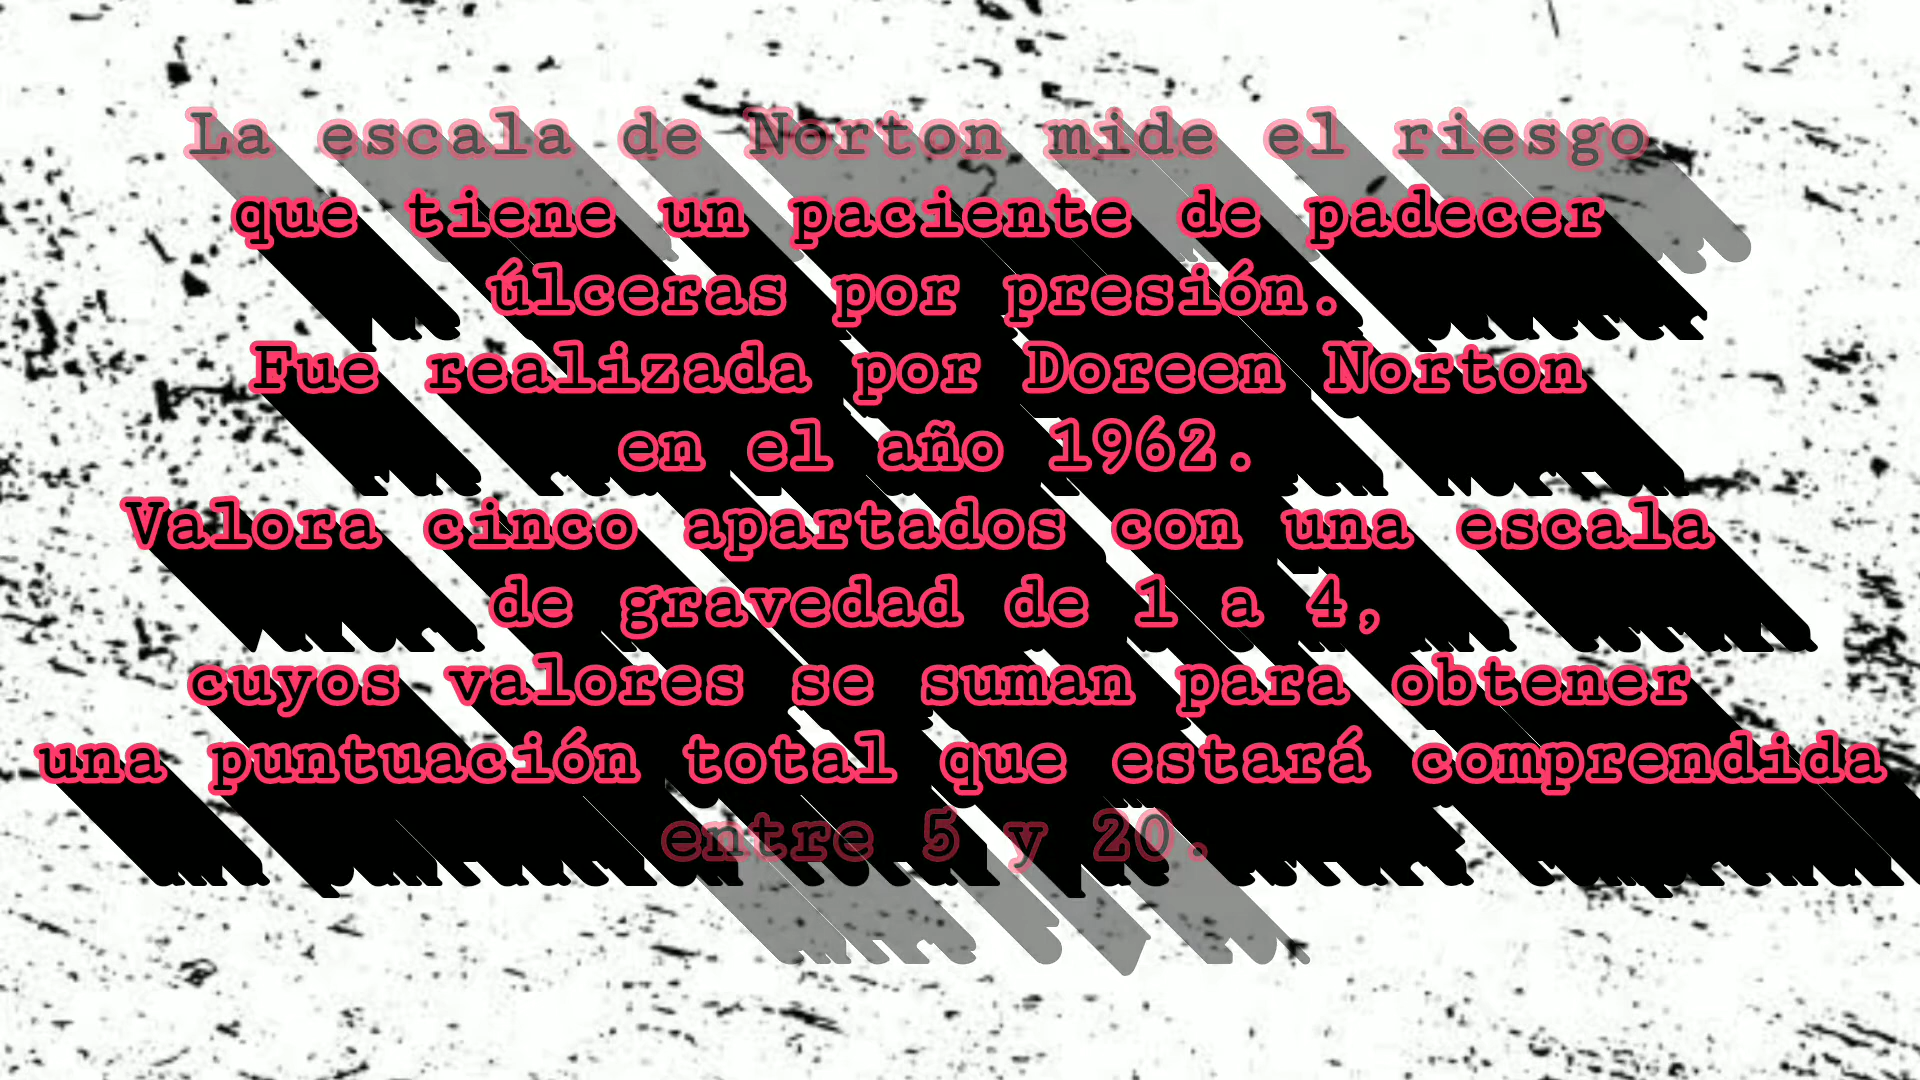 La escala de Norton mide el riesgo
que tiene un paciente de padecer
úlceras por presión.
Fue realizada por Doreen Norton
en el año 1962.
Valora cinco apartados con una escala
de gravedad de 1 a 4,
cuyos valores se suman para obtener
una puntuación total que estará comprendida
entre 5 y 20.